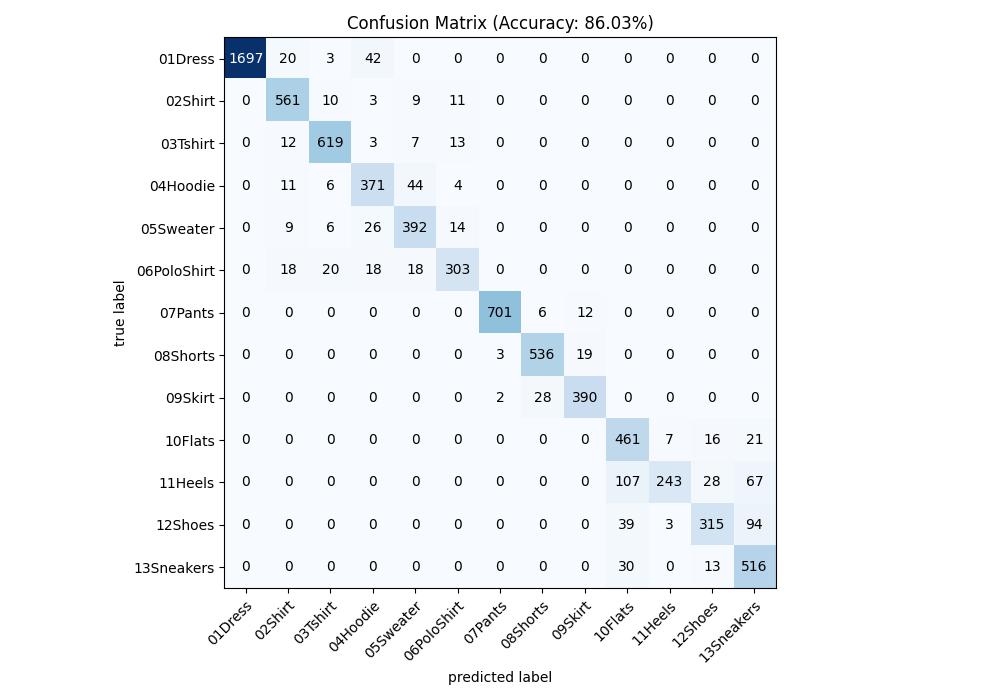 Confusion Matrix (Accuracy: 86.03%)
01Dress 1697 20 3 42 0 0 0 0 0 0 0 0 0
02Shirt 0 561 10 3 9 11 0 0 0 0 0 0 0
03Tshirt 0 12 619 3 7 13 0 0 0 0 0 0 0
04Hoodie 0 11 6 371 44 4 0 0 0 0 0 0 0
05Sweater 0 9 6 26 392 14 0 0 0 0 0 0 0
06PoloShirt 0 18 20 18 18 303 0 0 0 0 0 0 0
07Pants 0 0 0 0 0 0 701 6 12 0 0 0 0
08Shorts 0 0 0 0 0 0 3 536 19 0 0 0 0
09Skirt 0 0 0 0 0 0 2 28 390 0 0 0 0
10Flats 0 0 0 0 0 0 0 0 0 461 7 16 21
11Heels 0 0 0 0 0 0 0 0 0 107 243 28 67
12Shoes 0 0 0 0 0 0 0 0 0 39 3 315 94
13Sneakers 0 0 0 0 0 0 0 0 0 30 0 13 516
true label
01Dress 02Shirt 03Tshirt 04Hoodie 05Sweater 06PoloShirt 07Pants 08Shorts 09Skirt 10Flats 11Heels 12Shoes 13Sneakers
predicted label